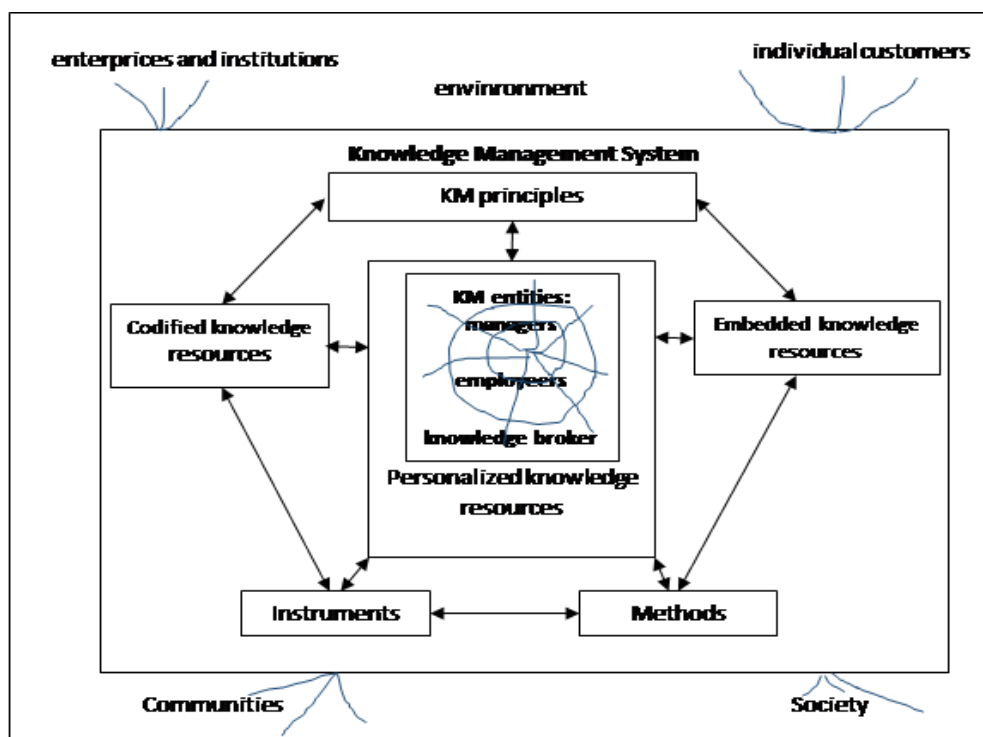 enterprices and institutions
individual customers
envinronment
Knowledge Management System
KM principles
KM entities:
managers
employeers
knowledge broker
Personalized knowledge
resources
Codified knowledge
resources
Embedded knowledge
resources
Instruments
Methods
Communities
Society